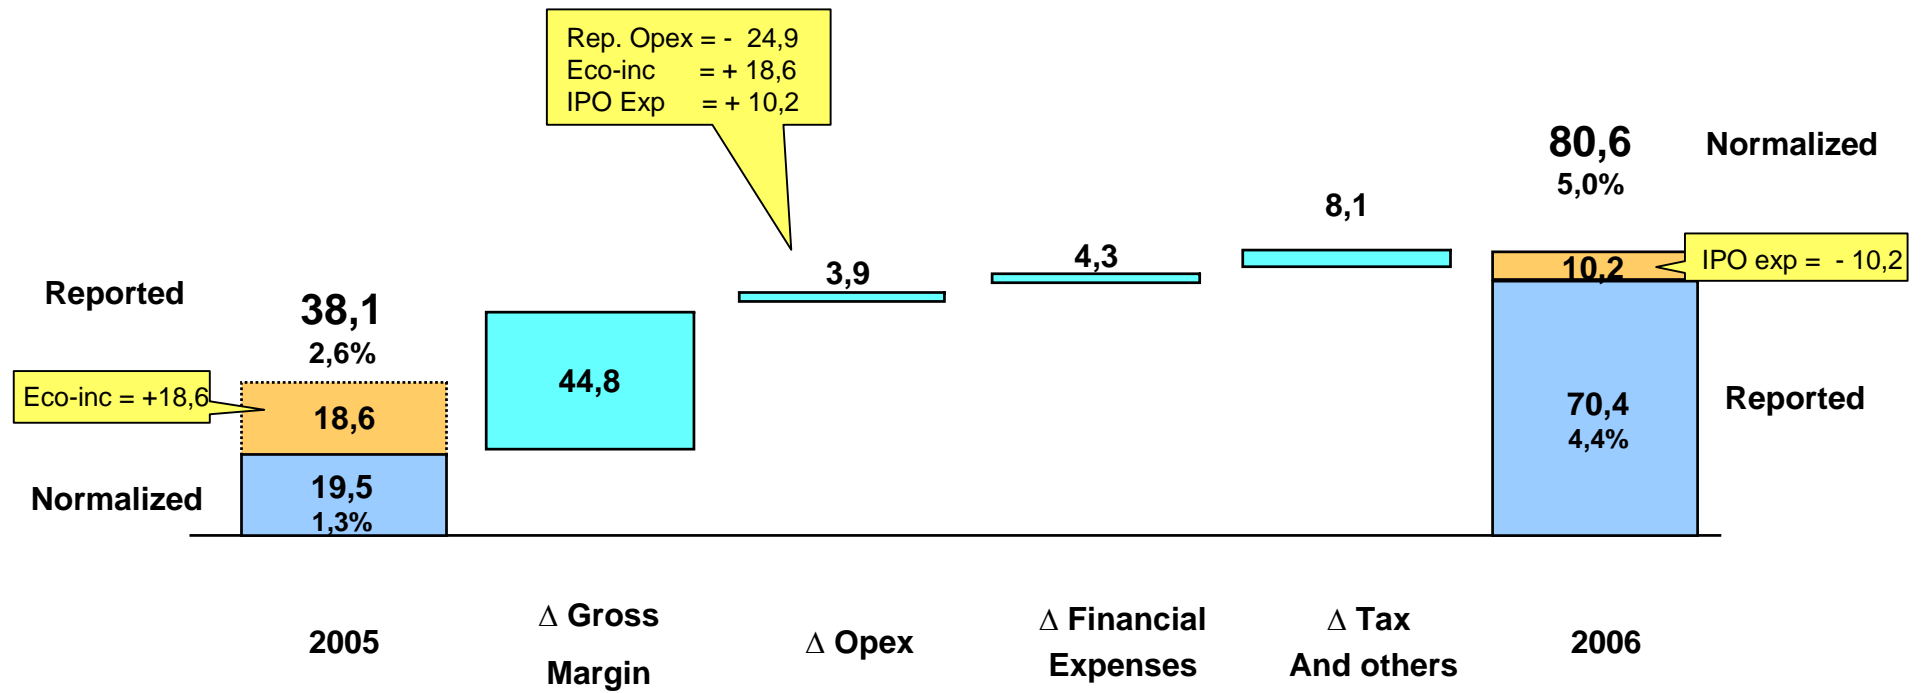 Rep. Opex = - 24,9
Eco-inc = + 18,6
IPO Exp = + 10,2
80,6
5,0%
Normalized
8,1
4,3
3,9
10,2
IPO exp = - 10,2
Reported
38,1
2,6%
44,8
Eco-inc = +18,6
18,6
70,4
4,4%
Reported
Normalized
19,5
1,3%
2005
Δ Gross
Margin
Δ Opex
Δ Financial
Expenses
Δ Tax
And others
2006